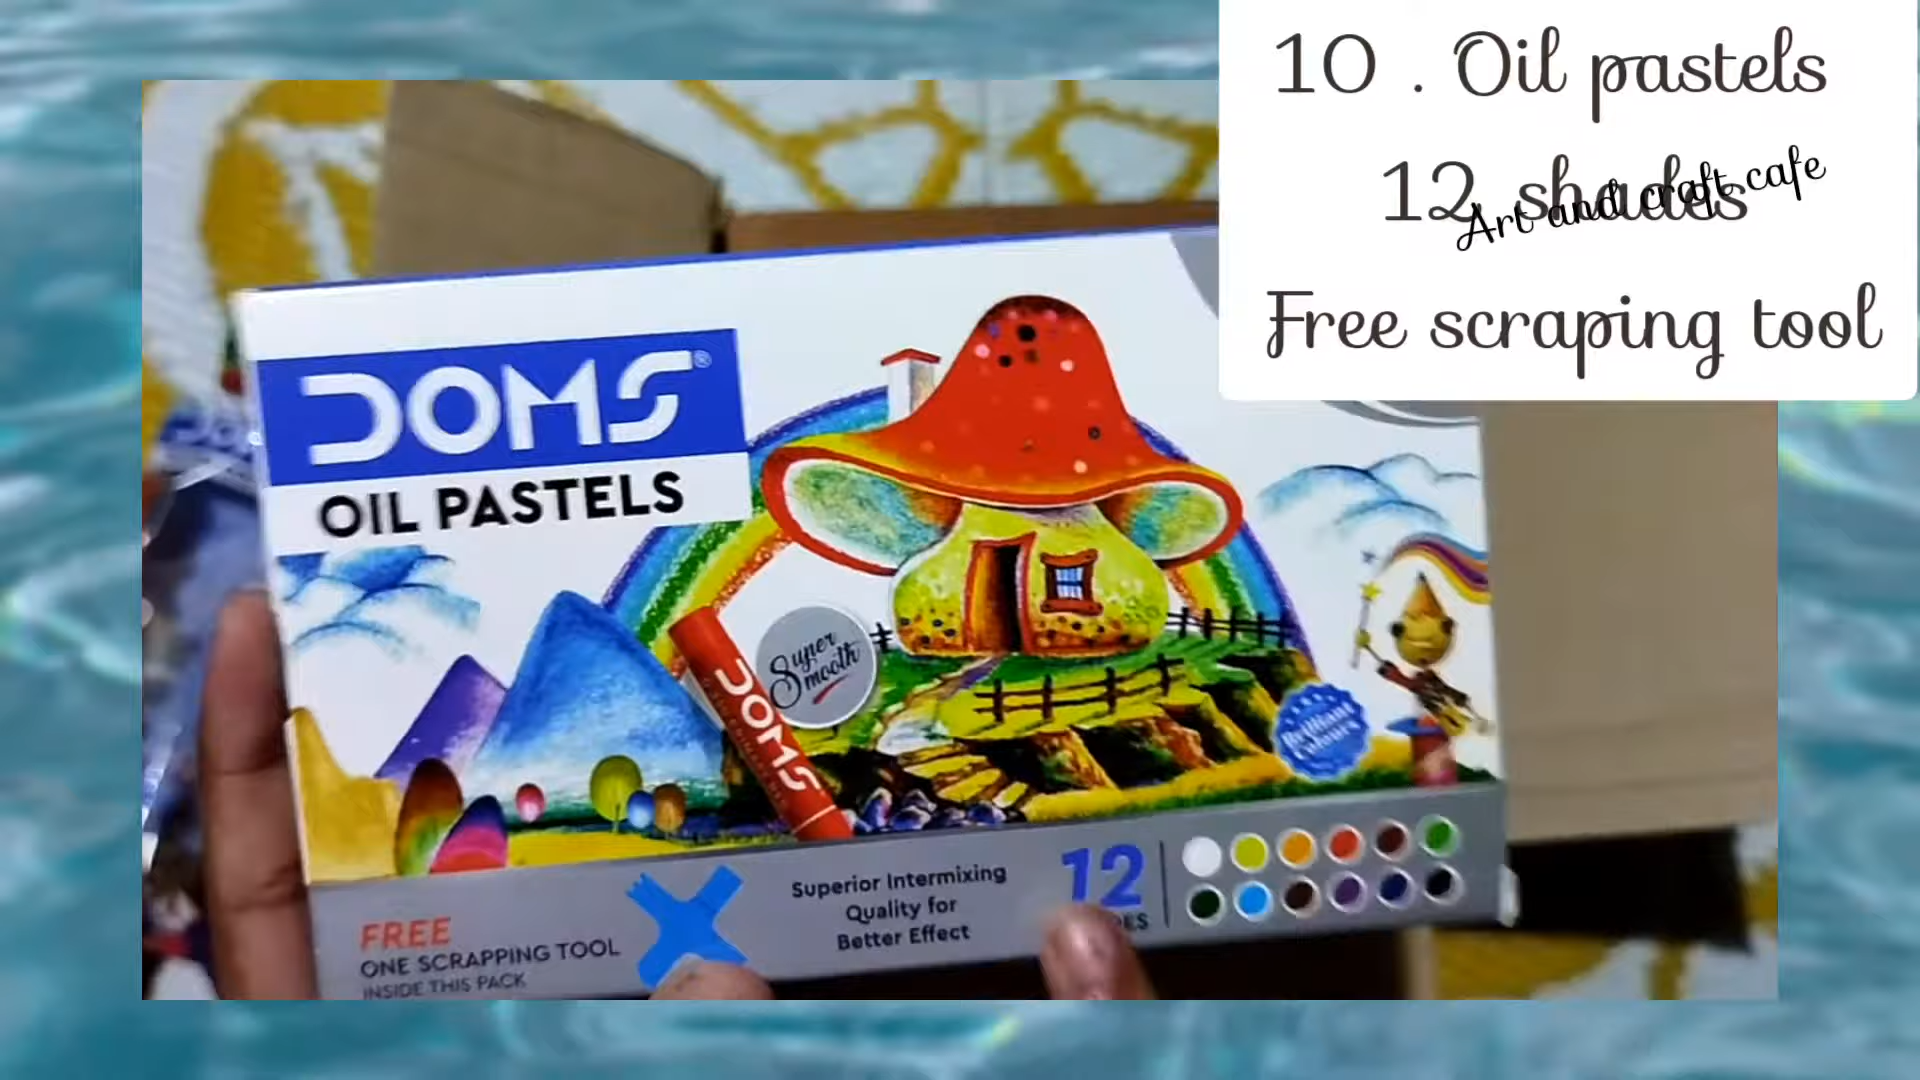 10 . Oil pastels
12 shades
Art and craft cafe
Free scraping tool
DOMS®
OIL PASTELS
Super
Smooth
DOMS
Brilliant
Colours
FREE
ONE SCRAPPING TOOL
INSIDE THIS PACK
Superior Intermixing
Quality for
Better Effect
12